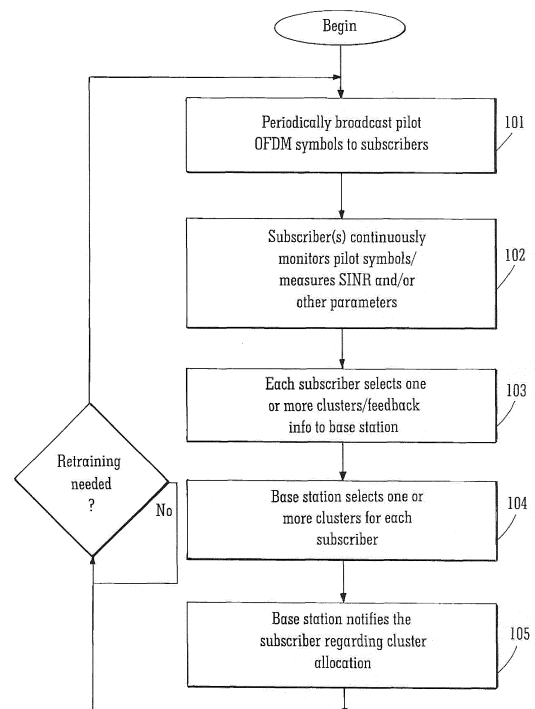 Begin
Periodically broadcast pilot
OFDM symbols to subscribers
101
Subscriber(s) continuously
monitors pilot symbols/
measures SINR and/or
other parameters
102
Each subscriber selects one
or more clusters/feedback
info to base station
103
Retraining
needed
?
No
Base station selects one or
more clusters for each
subscriber
104
Base station notifies the
subscriber regarding cluster
allocation
105